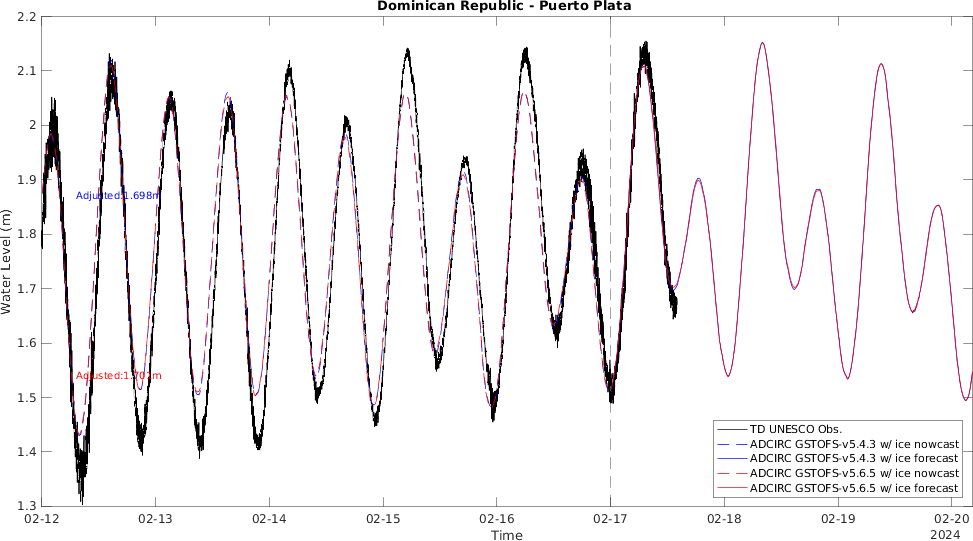 Dominican Republic - Puerto Plata
2.2
2.1
2
1.9
1.8
1.7
1.6
1.5
1.4
1.3
Water Level (m)
Adjusted:1.698m
Adjusted:1.701m
TD UNESCO Obs.
ADCIRC GSTOFS-v5.4.3 w/ ice nowcast
ADCIRC GSTOFS-v5.4.3 w/ ice forecast
ADCIRC GSTOFS-v5.6.5 w/ ice nowcast
ADCIRC GSTOFS-v5.6.5 w/ ice forecast
02-12 02-13 02-14 02-15 02-16 02-17 02-18 02-19 02-20
Time 2024